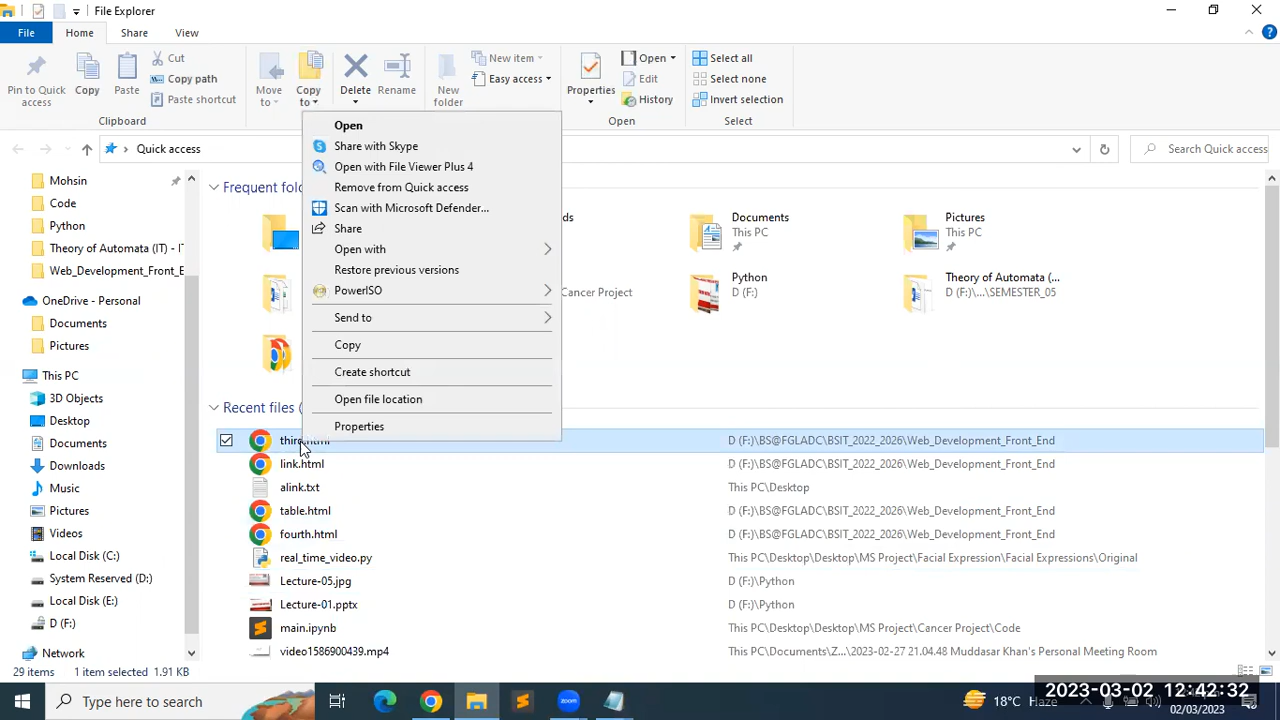 File Explorer
File Home Share View
Pin to Quick access
Copy
Paste
Cut
Copy path
Paste shortcut
Clipboard
Move to
Copy to
Delete
Rename
New folder
New item
Easy access
Properties
Open
Edit
History
Open
Select all
Select none
Invert selection
Select
Quick access
Search Quick access
Mohsin
Code
Python
Theory of Automata (IT) - IT
Web_Development_Front_E
OneDrive - Personal
Documents
Pictures
This PC
3D Objects
Desktop
Documents
Downloads
Music
Pictures
Videos
Local Disk (C:)
System Reserved (D:)
Local Disk (E:)
D (F:)
Network
Open
Share with Skype
Open with File Viewer Plus 4
Remove from Quick access
Scan with Microsoft Defender...
Share
Open with
Restore previous versions
PowerISO
Send to
Copy
Create shortcut
Open file location
Properties
Documents
This PC
Pictures
This PC
Cancer Project
Python
D (F:)
Theory of Automata (...
D (F:)\...\SEMESTER_05
Recent files
third.html D (F:)\BS@FGLADC\BSIT_2022_2026\Web_Development_Front_End
link.html D (F:)\BS@FGLADC\BSIT_2022_2026\Web_Development_Front_End
alink.txt This PC\Desktop
table.html D (F:)\BS@FGLADC\BSIT_2022_2026\Web_Development_Front_End
fourth.html D (F:)\BS@FGLADC\BSIT_2022_2026\Web_Development_Front_End
real_time_video.py This PC\Desktop\Desktop\MS Project\Facial Expression\Facial Expressions\Original
Lecture-05.jpg D (F:)\Python
Lecture-01.pptx D (F:)\Python
main.ipynb This PC\Desktop\Desktop\MS Project\Cancer Project\Code
video1586900439.mp4 This PC\Documents\Z...\2023-02-27 21.04.48 Muddasar Khan's Personal Meeting Room
29 items 1 item selected 1.91 KB
Type here to search
zoom
18°C Haze
2023-03-02 12:42:32
02/03/2023